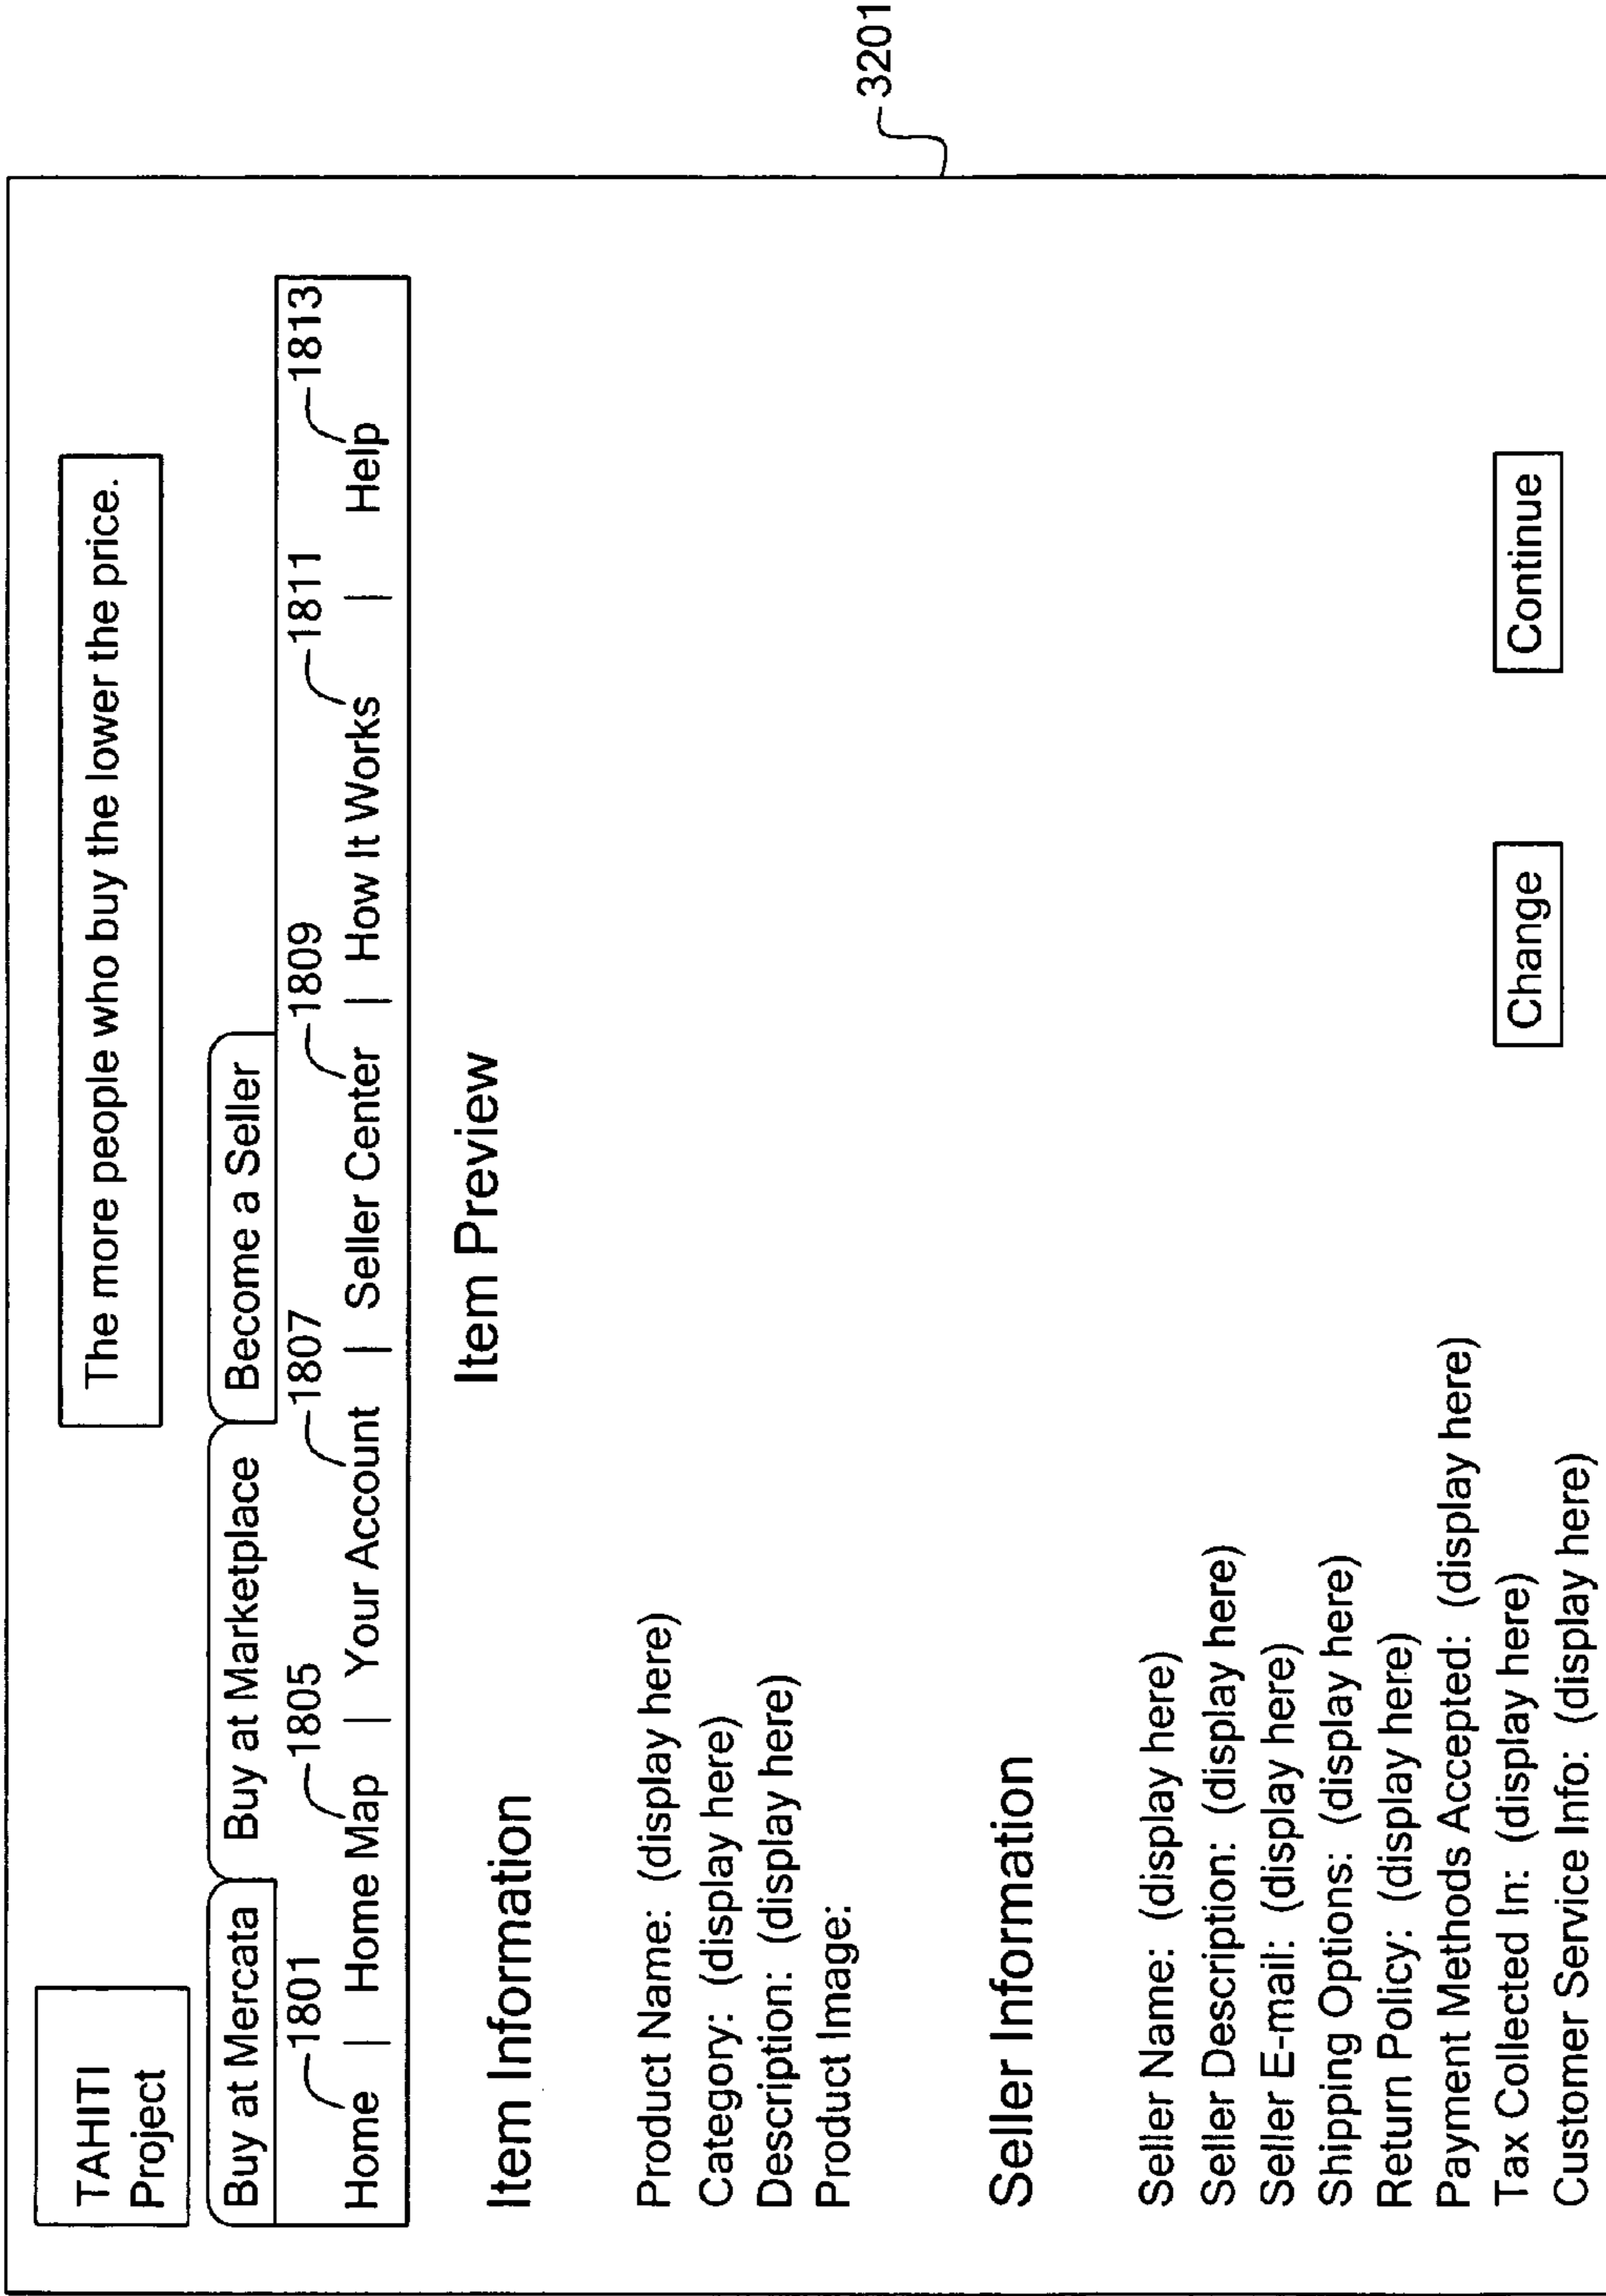 TAHITI
Project
The more people who buy the lower the price.
Buy at Mercata
Buy at Marketplace
Become a Seller
1801
1805
1807
1809
1811
1813
Home | Home Map | Your Account | Seller Center | How It Works | Help
Item Preview
Item Information
Product Name: (display here)
Category: (display here)
Description: (display here)
Product Image:
3201
Seller Information
Seller Name: (display here)
Seller Description: (display here)
Seller E-mail: (display here)
Shipping Options: (display here)
Return Policy: (display here)
Payment Methods Accepted: (display here)
Tax Collected In: (display here)
Customer Service Info: (display here)
Change
Continue